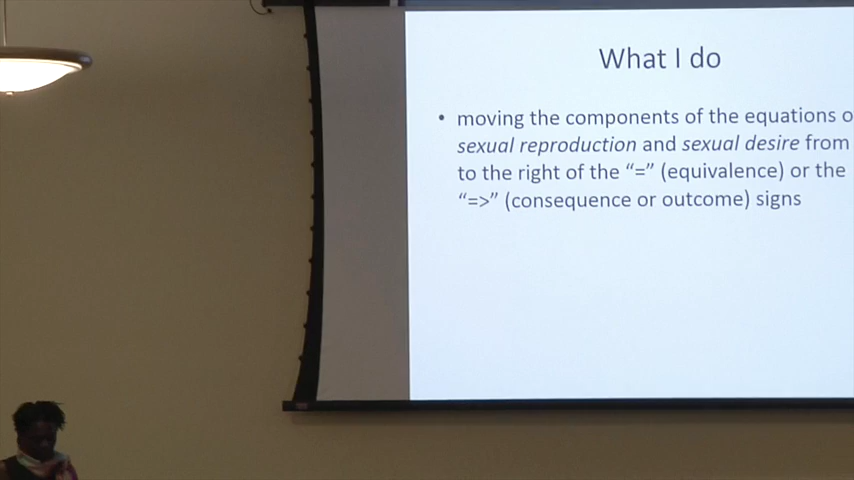 What I do
• moving the components of the equations o
sexual reproduction and sexual desire from
to the right of the “=” (equivalence) or the
“=>” (consequence or outcome) signs